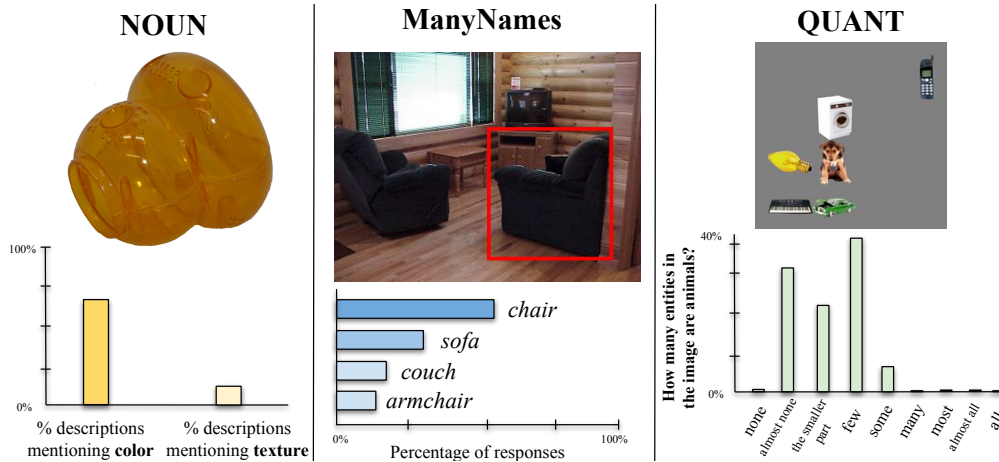 NOUN
100%
0%
% descriptions
mentioning color
% descriptions
mentioning texture
ManyNames
chair
sofa
couch
armchair
0%
100%
Percentage of responses
QUANT
How many entities in
the image are animals?
40%
0%
none
almost none
the smaller
part
few
some
many
most
almost all
all